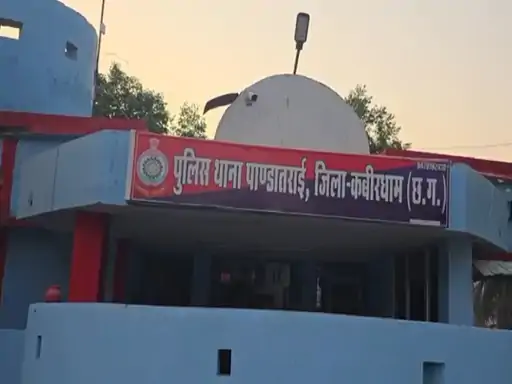 पुलिस थाना पाण्डातराई, जिला-कबीरधाम (छ.ग.)